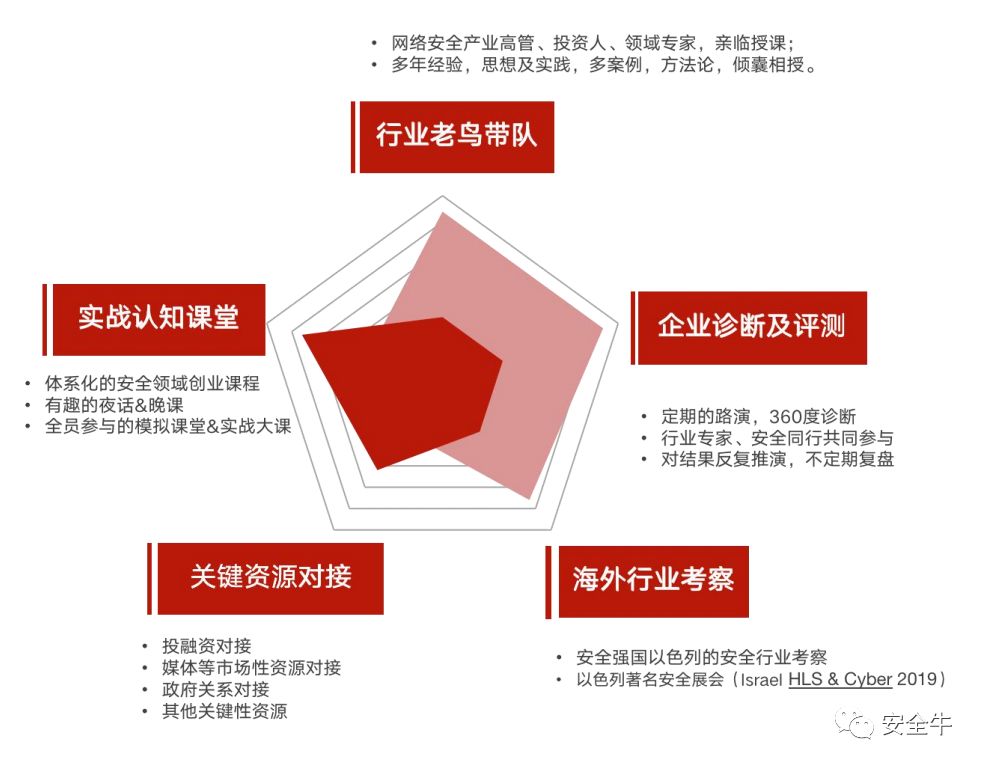 • 网络安全产业高管、投资人、领域专家，亲临授课；
• 多年经验，思想及实践，多案例，方法论，倾囊相授。
行业老鸟带队
实战认知课堂
• 体系化的安全领域创业课程
• 有趣的夜话&晚课
• 全员参与的模拟课堂&实战大课
企业诊断及评测
• 定期的路演，360度诊断
• 行业专家、安全同行共同参与
• 对结果反复推演，不定期复盘
关键资源对接
• 投融资对接
• 媒体等市场性资源对接
• 政府关系对接
• 其他关键性资源
海外行业考察
• 安全强国以色列的安全行业考察
• 以色列著名安全展会（Israel HLS & Cyber 2019）
安全牛